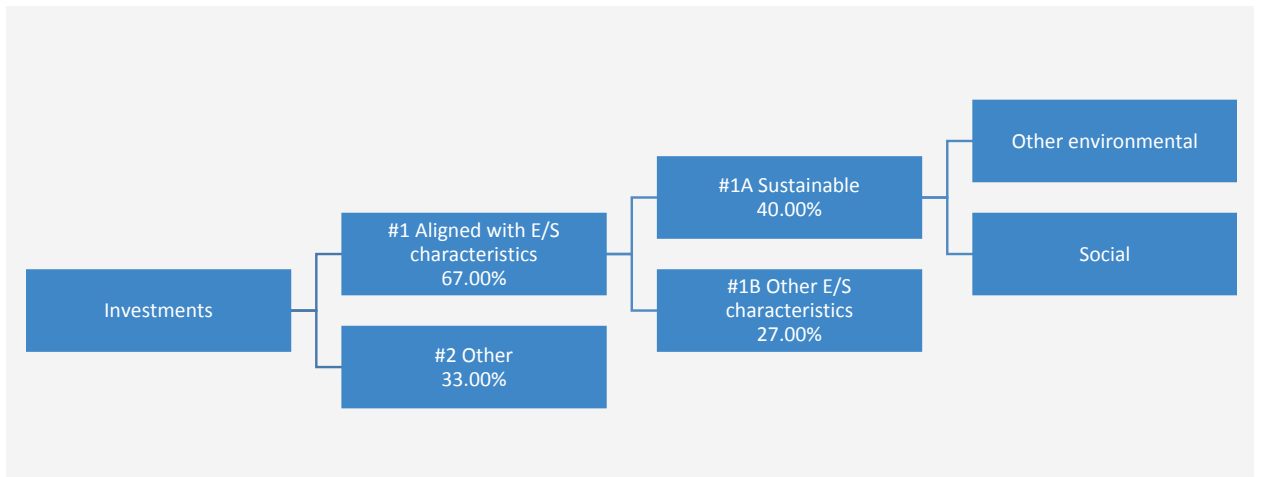 Investments
#1 Aligned with E/S
characteristics
67.00%
#2 Other
33.00%
#1A Sustainable
40.00%
#1B Other E/S
characteristics
27.00%
Other environmental
Social